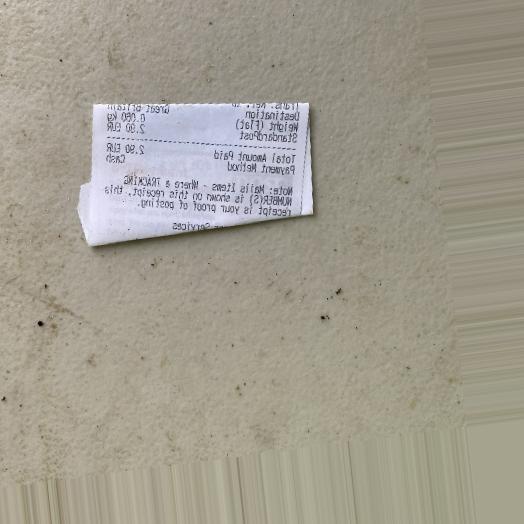 Destination Great Britain
Weight (Flat) 0.060 kg
StandardPost 2.90 EUR
Total Amount Paid 2.90 EUR
Payment Method Cash
Note: Mails Items - Where a TRACKING
NUMBER(S) is shown on this receipt, this
receipt is your proof of posting.
Services